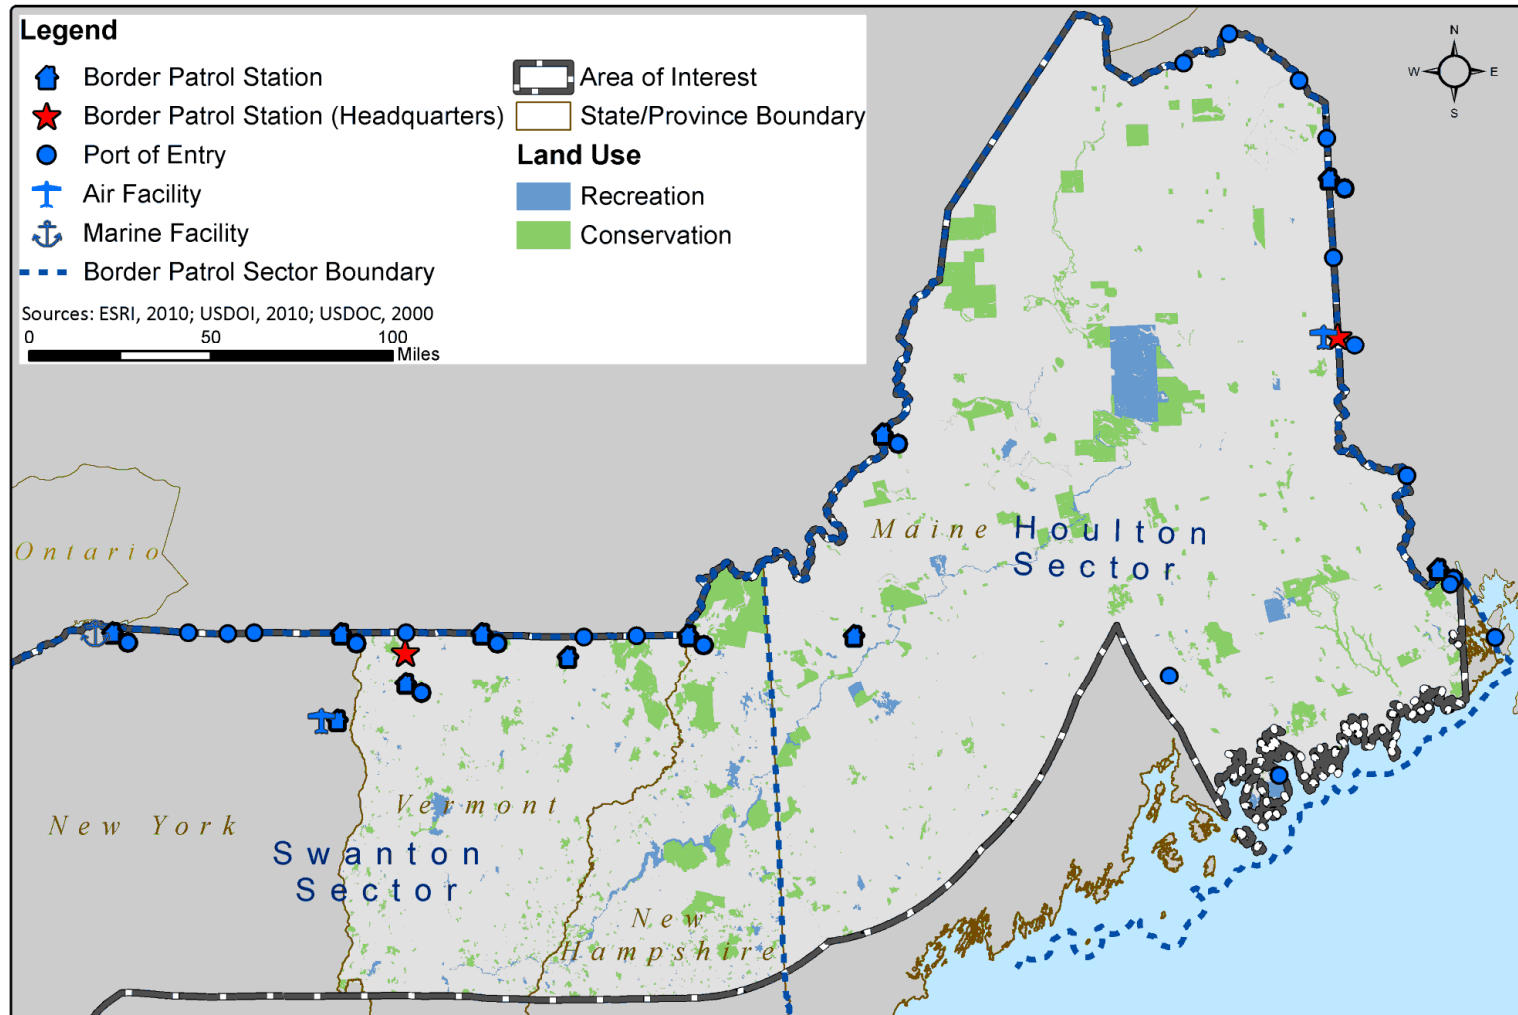 Legend
Border Patrol Station
Border Patrol Station (Headquarters)
Port of Entry
Air Facility
Marine Facility
Border Patrol Sector Boundary
Area of Interest
State/Province Boundary
Land Use
Recreation
Conservation
Sources: ESRI, 2010; USDOI, 2010; USDOC, 2000
0 50 100
Miles
N
W E
S
Ontario
Maine
Houlton
Sector
New York
Vermont
Swanton
Sector
New
Hampshire